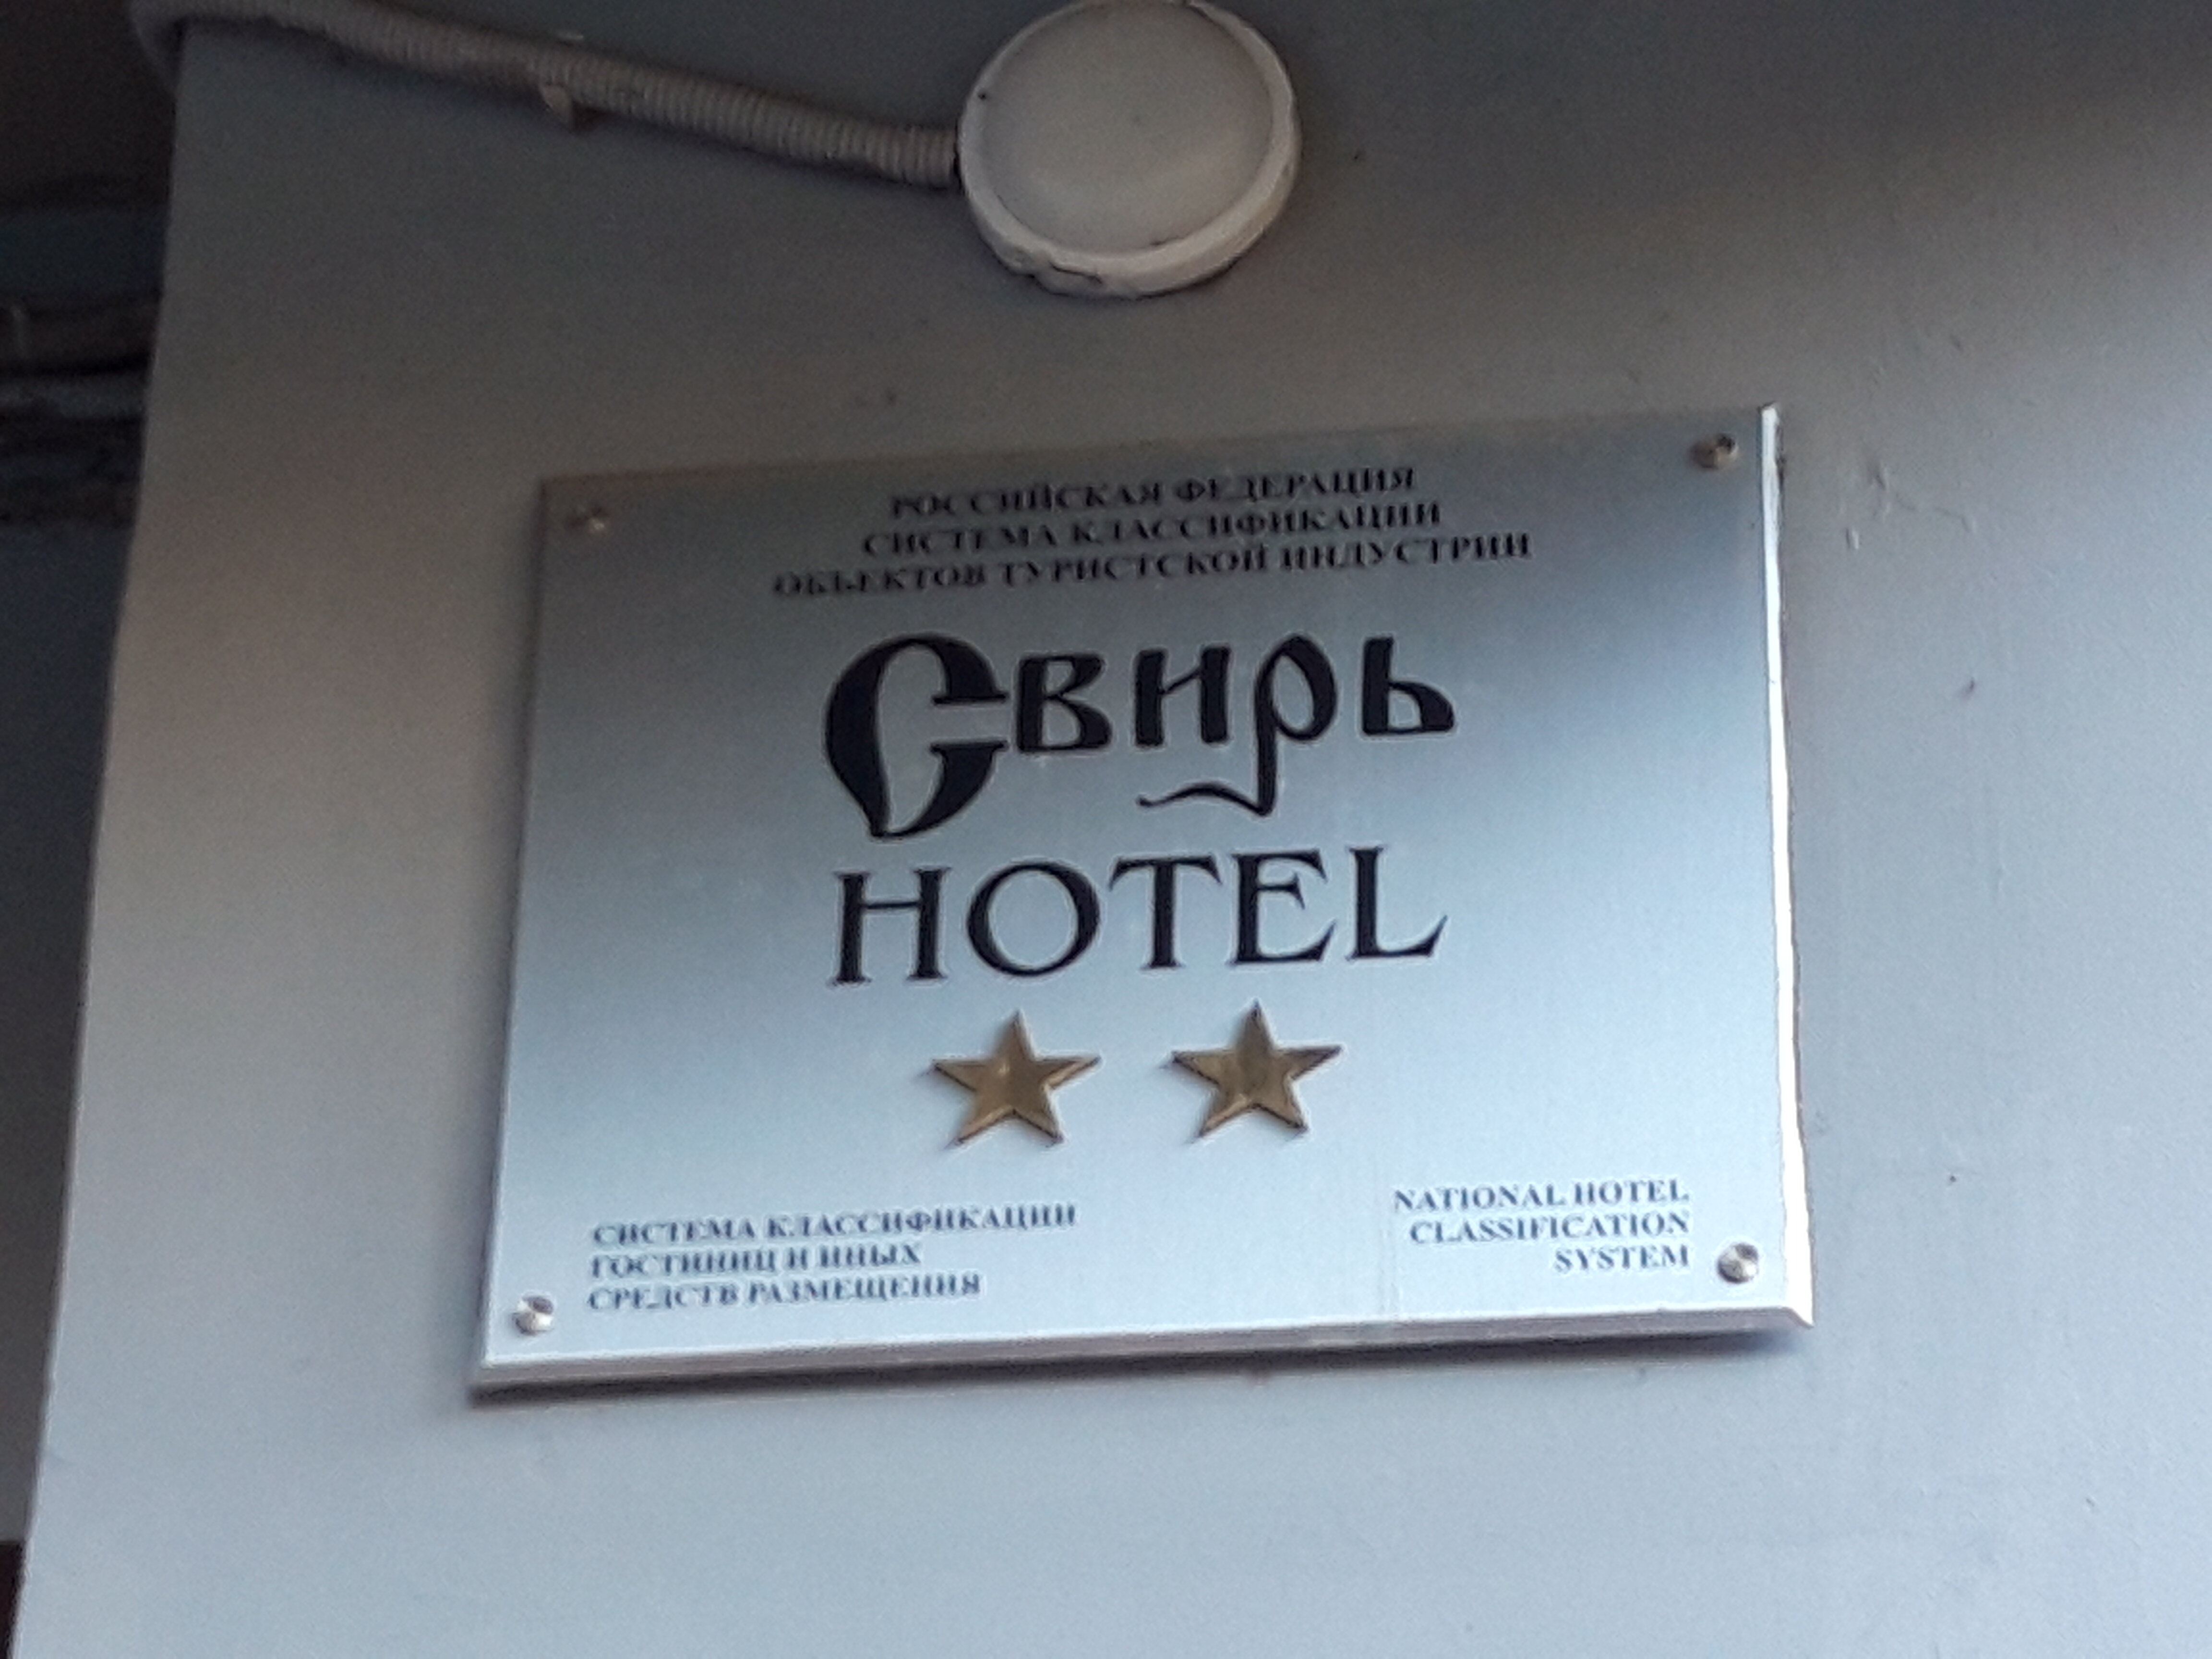 РОССИЙСКАЯ ФЕДЕРАЦИЯ
СИСТЕМА КЛАССИФИКАЦИИ
ОБЪЕКТОВ ТУРИСТСКОЙ ИНДУСТРИИ
Свирь
HOTEL
СИСТЕМА КЛАССИФИКАЦИИ
ГОСТИНИЦ И ИНЫХ
СРЕДСТВ РАЗМЕЩЕНИЯ
NATIONAL HOTEL
CLASSIFICATION
SYSTEM